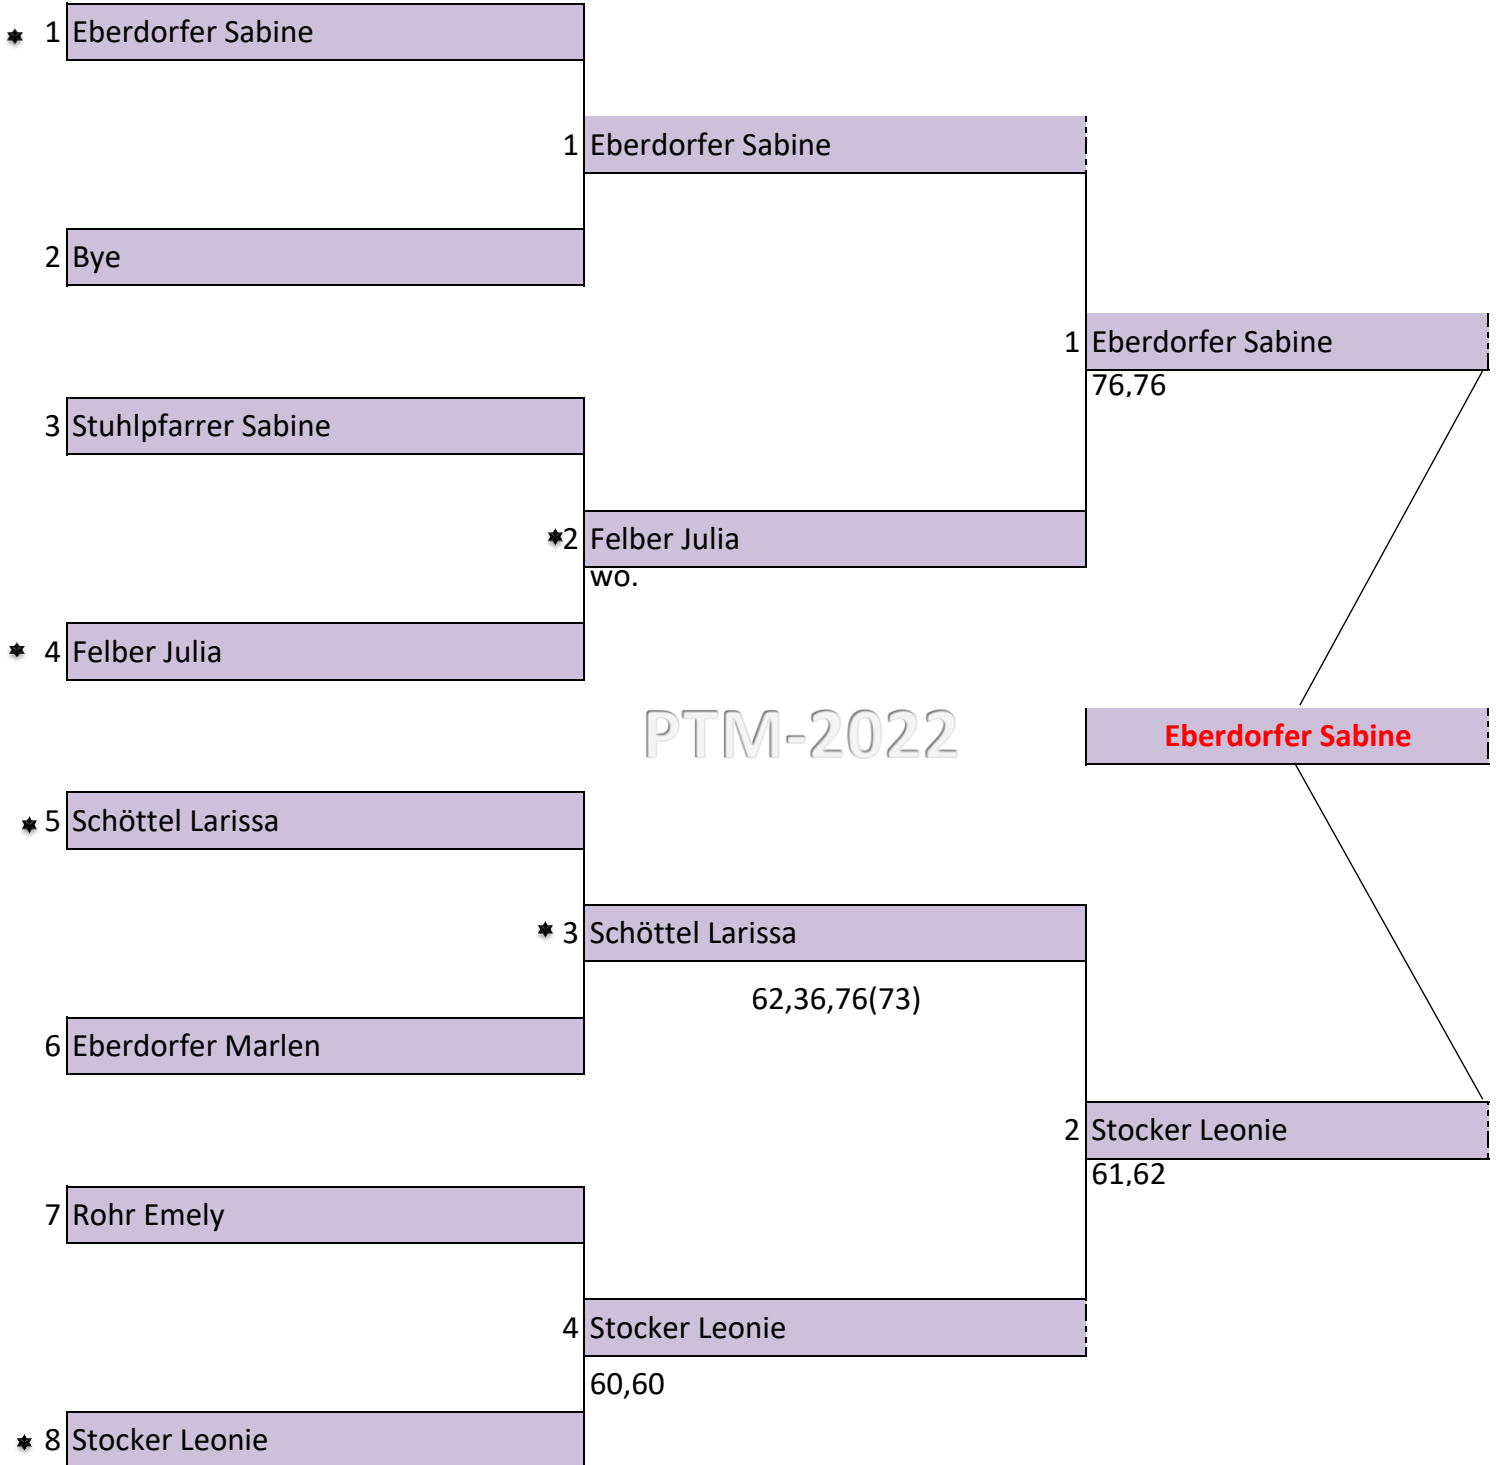 1 Eberdorfer Sabine
1 Eberdorfer Sabine
2 Bye
1 Eberdorfer Sabine
76,76
3 Stuhlpfarrer Sabine
2 Felber Julia
wo.
4 Felber Julia
PTM-2022
Eberdorfer Sabine
5 Schöttel Larissa
3 Schöttel Larissa
62,36,76(73)
6 Eberdorfer Marlen
2 Stocker Leonie
61,62
7 Rohr Emely
4 Stocker Leonie
60,60
8 Stocker Leonie